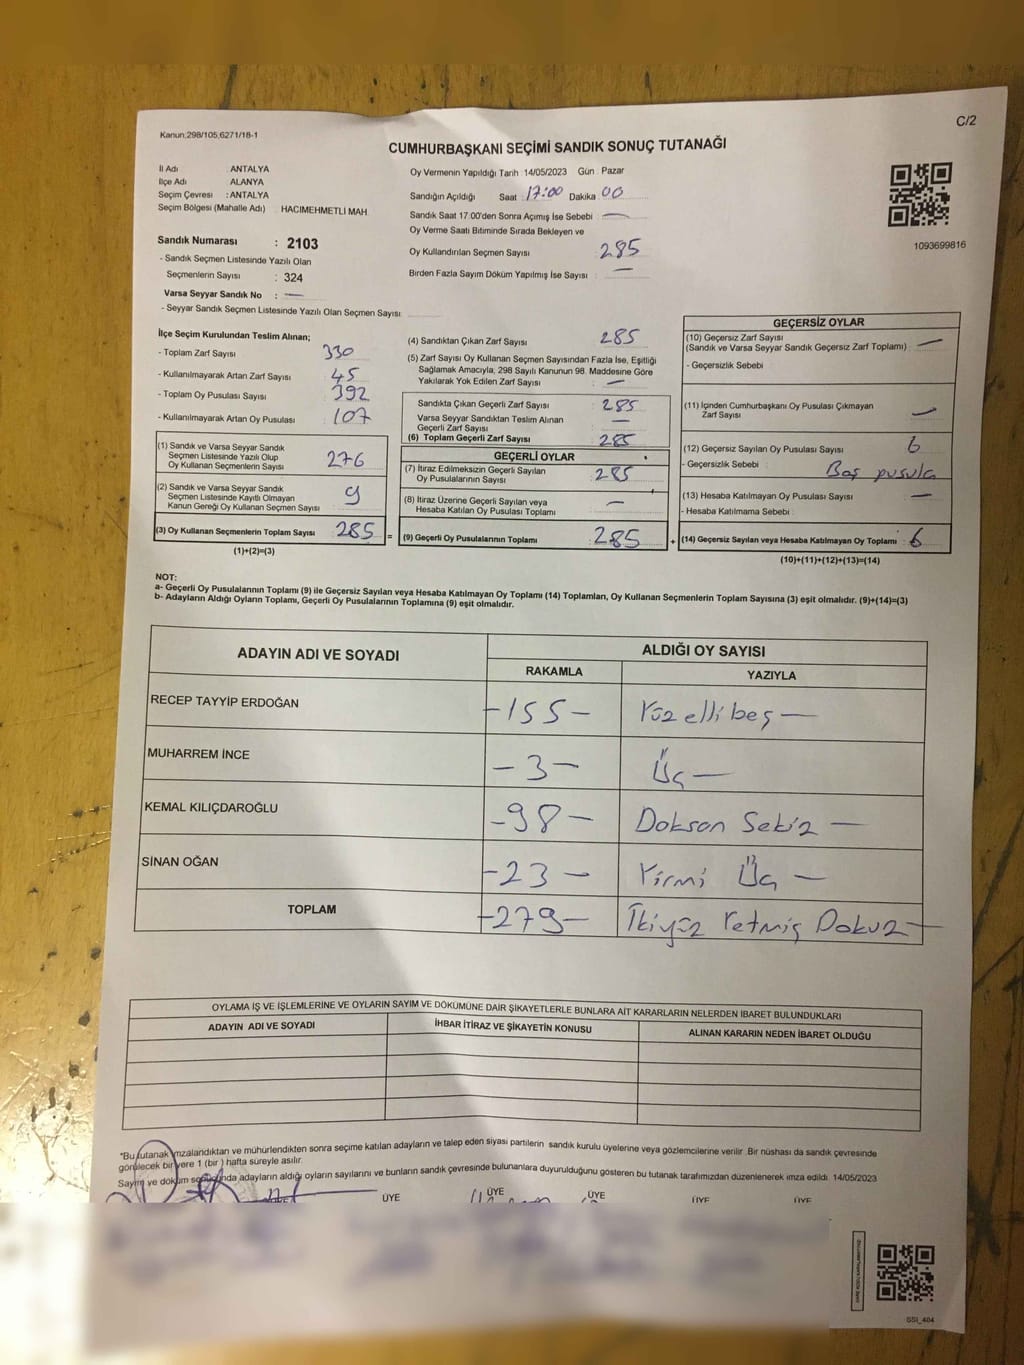 Kanun;298/105,6271/18-1
C/2
CUMHURBAŞKANI SEÇİMİ SANDIK SONUÇ TUTANAĞI
İl Adı : ANTALYA
İlçe Adı ALANYA
Seçim Çevresi : ANTALYA
Seçim Bölgesi (Mahalle Adı) HACIMEHMETLİ MAH
Sandık Numarası : 2103
- Sandık Seçmen Listesinde Yazılı Olan
Seçmenlerin Sayısı : 324
Varsa Seyyar Sandık No : —
- Seyyar Sandık Seçmen Listesinde Yazılı Olan Seçmen Sayısı:
Oy Vermenin Yapıldığı Tarih 14/05/2023 Gün : Pazar
Sandığın Açıldığı Saat : 17:00 Dakika : 00
Sandık Saat 17.00'den Sonra Açımış İse Sebebi : —
Oy Verme Saati Bitiminde Sırada Bekleyen ve
Oy Kullandırılan Seçmen Sayısı : 285
Birden Fazla Sayım Döküm Yapılmış İse Sayısı : —
1093699816
İlçe Seçim Kurulundan Teslim Alınan;
- Toplam Zarf Sayısı 330
- Kullanılmayarak Artan Zarf Sayısı 45
- Toplam Oy Pusulası Sayısı 392
- Kullanılmayarak Artan Oy Pusulası 107
(1) Sandık ve Varsa Seyyar Sandık
Seçmen Listesinde Yazılı Olup
Oy Kullanan Seçmenlerin Sayısı 276
(2) Sandık ve Varsa Seyyar Sandık
Seçmen Listesinde Kayıtlı Olmayan
Kanun Gereği Oy Kullanan Seçmen Sayısı 9
(3) Oy Kullanan Seçmenlerin Toplam Sayısı 285 =
(1)+(2)=(3)
(4) Sandıktan Çıkan Zarf Sayısı 285
(5) Zarf Sayısı Oy Kullanan Seçmen Sayısından Fazla İse, Eşitliği
Sağlamak Amacıyla, 298 Sayılı Kanunun 98. Maddesine Göre
Yakılarak Yok Edilen Zarf Sayısı : —
Sandıkta Çıkan Geçerli Zarf Sayısı : 285
Varsa Seyyar Sandıktan Teslim Alınan
Geçerli Zarf Sayısı : —
(6) Toplam Geçerli Zarf Sayısı : 285
GEÇERLİ OYLAR
(7) İtiraz Edilmeksizin Geçerli Sayılan
Oy Pusulalarının Sayısı : 285
(8) İtiraz Üzerine Geçerli Sayılan veya
Hesaba Katılan Oy Pusulası Toplamı : —
(9) Geçerli Oy Pusulalarının Toplamı : 285 +
GEÇERSİZ OYLAR
(10) Geçersiz Zarf Sayısı
(Sandık ve Varsa Seyyar Sandık Geçersiz Zarf Toplamı) : —
- Geçersizlik Sebebi
(11) İçinden Cumhurbaşkanı Oy Pusulası Çıkmayan
Zarf Sayısı —
(12) Geçersiz Sayılan Oy Pusulası Sayısı : 6
- Geçersizlik Sebebi : Boş pusula
(13) Hesaba Katılmayan Oy Pusulası Sayısı : —
- Hesaba Katılmama Sebebi :
(14) Geçersiz Sayılan veya Hesaba Katılmayan Oy Toplamı : 6
(10)+(11)+(12)+(13)=(14)
NOT:
a- Geçerli Oy Pusulalarının Toplamı (9) ile Geçersiz Sayılan veya Hesaba Katılmayan Oy Toplamı (14) Toplamları, Oy Kullanan Seçmenlerin Toplam Sayısına (3) eşit olmalıdır. (9)+(14)=(3)
b- Adayların Aldığı Oyların Toplamı, Geçerli Oy Pusulalarının Toplamına (9) eşit olmalıdır.
ADAYIN ADI VE SOYADI ALDIĞI OY SAYISI
RAKAMLA YAZIYLA
RECEP TAYYİP ERDOĞAN -155- Yüz elli beş —
MUHARREM İNCE -3- Üç —
KEMAL KILIÇDAROĞLU -98- Doksan Sekiz —
SİNAN OĞAN -23- Yirmi Üç —
TOPLAM -279- İkiyüz Yetmiş Dokuz —
OYLAMA İŞ VE İŞLEMLERİNE VE OYLARIN SAYIM VE DÖKÜMÜNE DAİR ŞİKAYETLERLE BUNLARA AİT KARARLARIN NELERDEN İBARET BULUNDUKLARI
ADAYIN ADI VE SOYADI İHBAR İTİRAZ VE ŞİKAYETİN KONUSU ALINAN KARARIN NEDEN İBARET OLDUĞU
*Bu tutanak imzalandıktan ve mühürlendikten sonra seçime katılan adayların ve talep eden siyasi partilerin sandık kurulu üyelerine veya gözlemcilerine verilir .Bir nüshası da sandık çevresinde
görülecek bir yere 1 (bir ) hafta süreyle asılır.
Sayım ve döküm sonucunda adayların aldığı oyların sayılarını ve bunların sandık çevresinde bulunanlara duyurulduğunu gösteren bu tutanak tarafımızdan düzenlenerek imza edildi. 14/05/2023
ÜYE ÜYE ÜYE ÜYE ÜYE
SSI_404